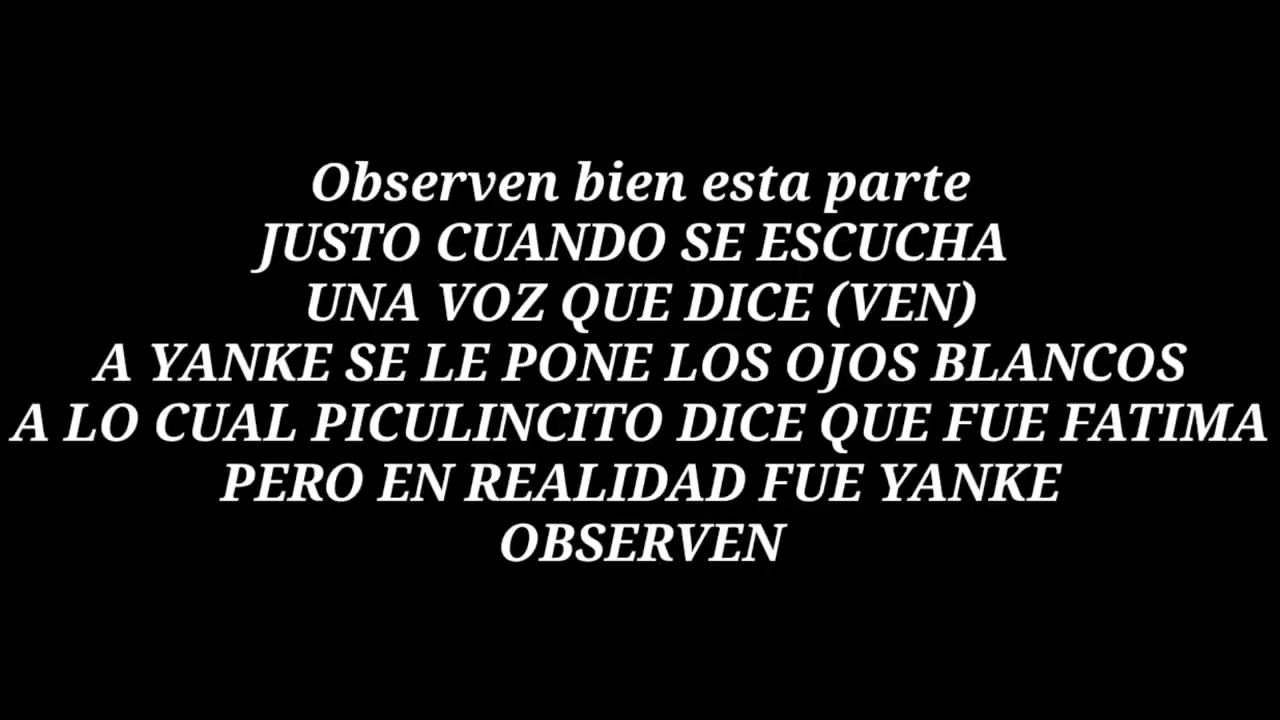 Observen bien esta parte
JUSTO CUANDO SE ESCUCHA
UNA VOZ QUE DICE (VEN)
A YANKE SE LE PONE LOS OJOS BLANCOS
A LO CUAL PICULINCITO DICE QUE FUE FATIMA
PERO EN REALIDAD FUE YANKE
OBSERVEN